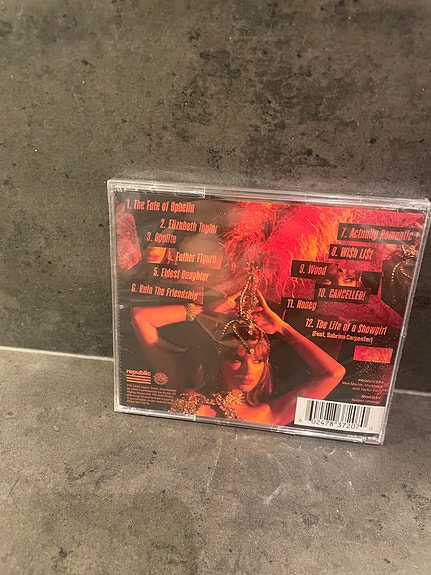 1. The Fate of Ophelia
2. Elizabeth Taylor
3. Opalite
4. Father Figure
5. Eldest Daughter
6. Ruin The Friendship
7. Actually Romantic
8. WI$H LI$T
9. Wood
10. CANCELLED!
11. Honey
12. The Life of a Showgirl
(Feat. Sabrina Carpenter)
republic
PRODUCERS
02478 37207